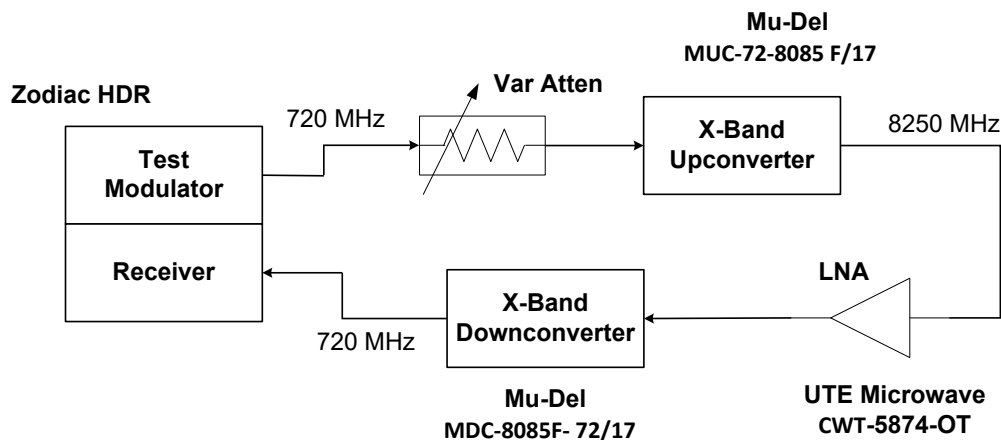 Mu-Del
MUC-72-8085 F/17
Zodiac HDR
720 MHz
Var Atten
Test
Modulator
X-Band
Upconverter
8250 MHz
Receiver
720 MHz
X-Band
Downconverter
LNA
Mu-Del
MDC-8085F- 72/17
UTE Microwave
CWT-5874-OT